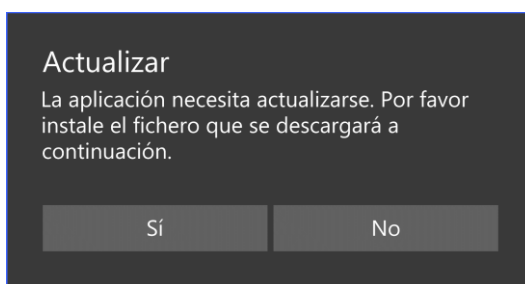 Actualizar
La aplicación necesita actualizarse. Por favor
instale el fichero que se descargará a
continuación.
Sí
No